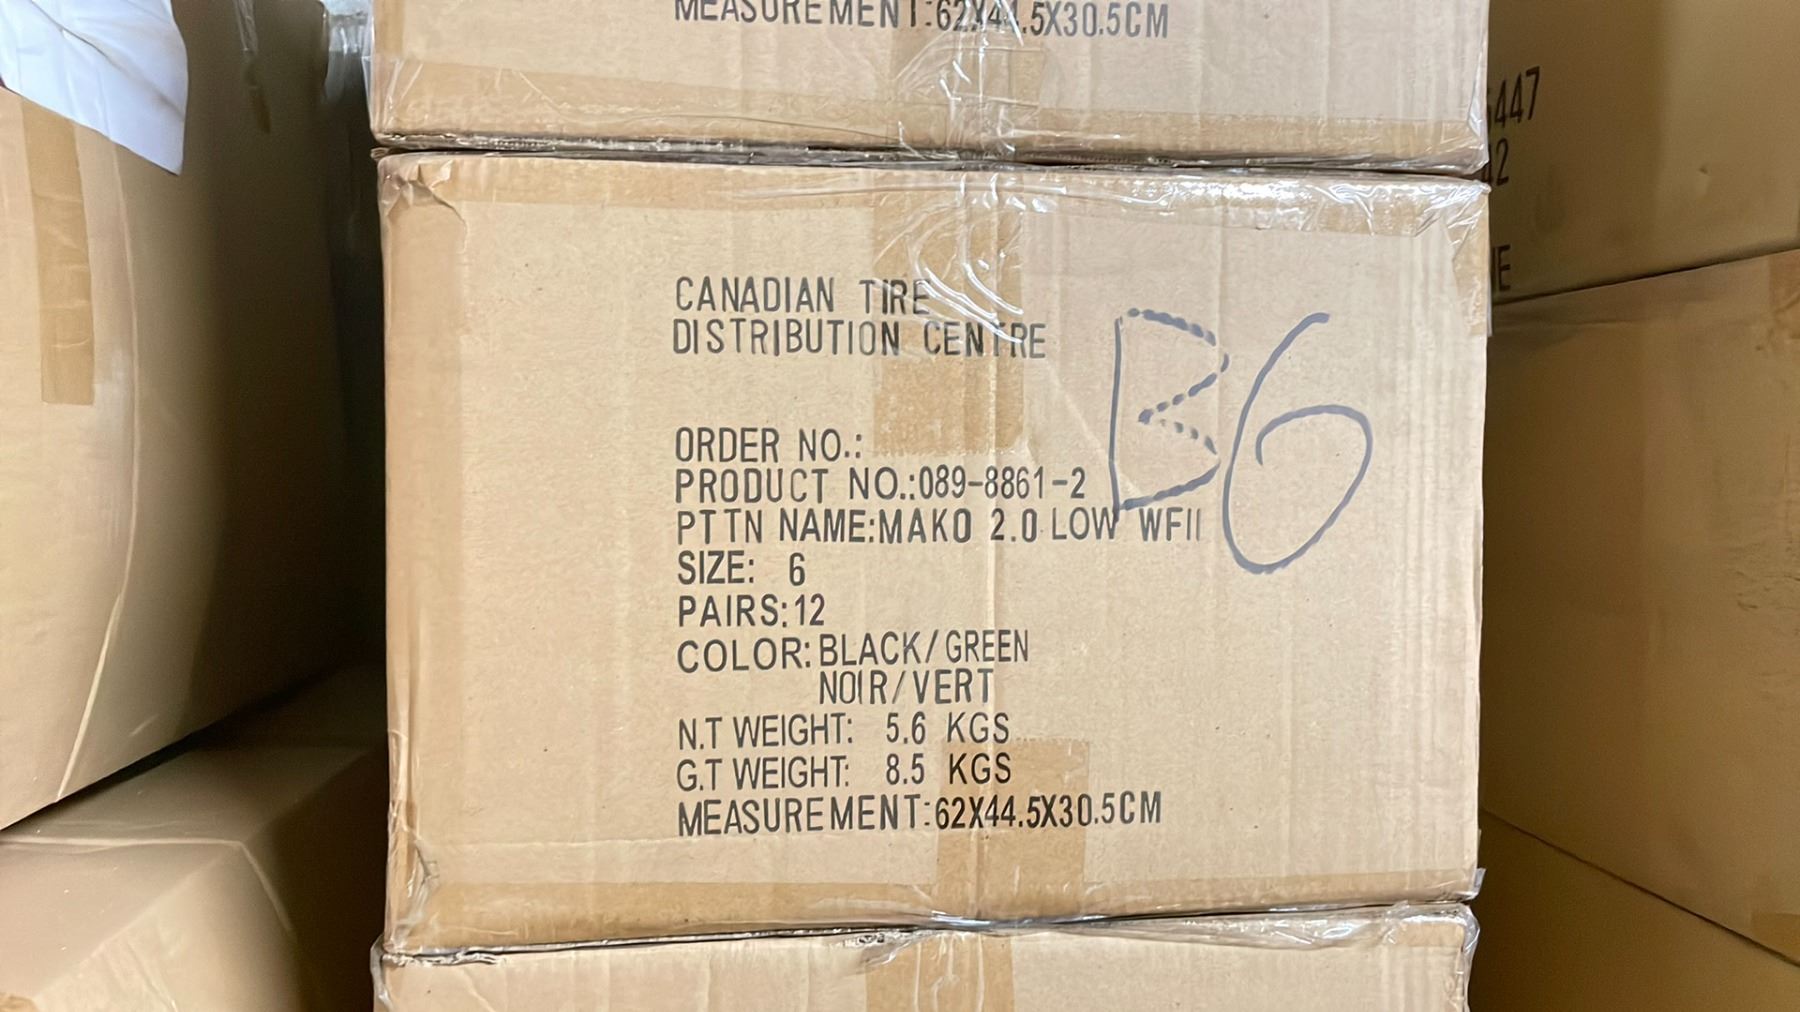 MEASUREMENT:62X44.5X30.5CM
CANADIAN TIRE
DISTRIBUTION CENTRE
B6
ORDER NO.:
PRODUCT NO.:089-8861-2
PTTN NAME:MAKO 2.0 LOW WFII
SIZE: 6
PAIRS:12
COLOR:BLACK/GREEN
NOIR/VERT
N.T WEIGHT: 5.6 KGS
G.T WEIGHT: 8.5 KGS
MEASUREMENT:62X44.5X30.5CM